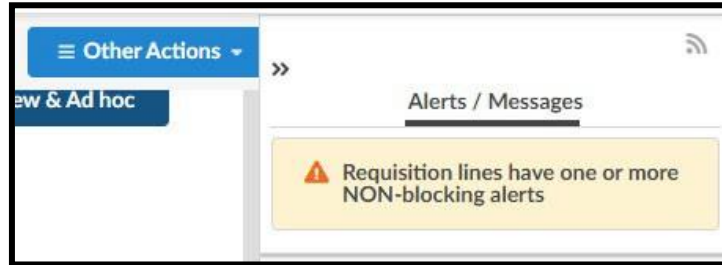 Other Actions
ew & Ad hoc
Alerts / Messages
Requisition lines have one or more
NON-blocking alerts